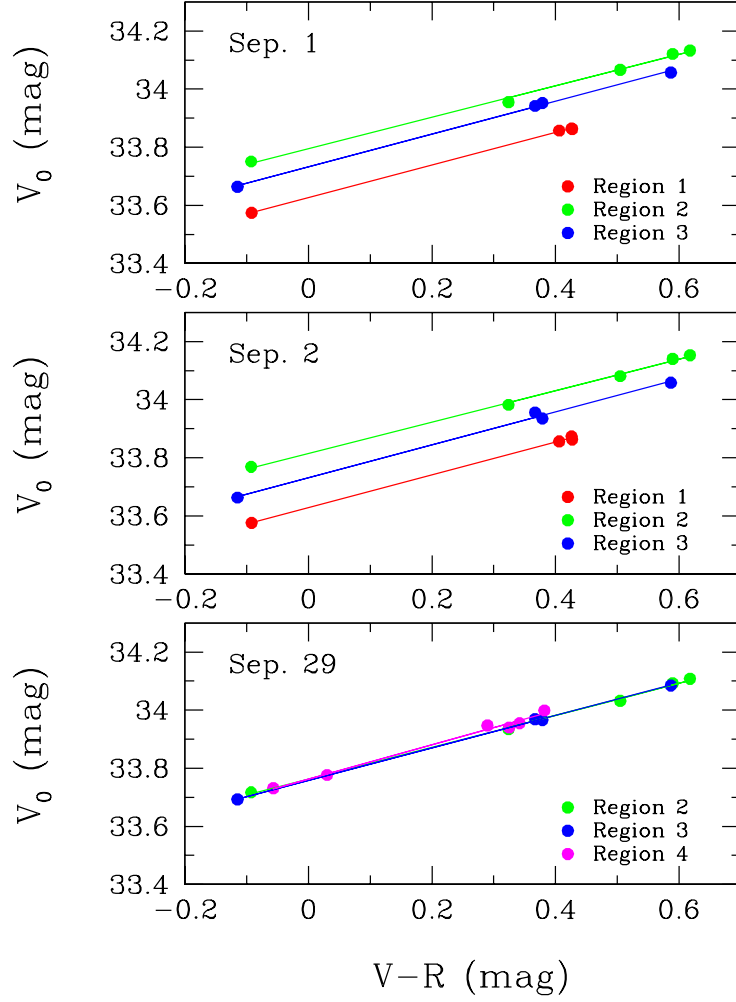 34.2
Sep. 1
34
V0 (mag)
33.8
33.6
Region 1
Region 2
Region 3
33.4
−0.2 0 0.2 0.4 0.6
34.2
Sep. 2
34
V0 (mag)
33.8
33.6
Region 1
Region 2
Region 3
33.4
−0.2 0 0.2 0.4 0.6
34.2
Sep. 29
34
V0 (mag)
33.8
33.6
Region 2
Region 3
Region 4
33.4
−0.2 0 0.2 0.4 0.6
V−R (mag)